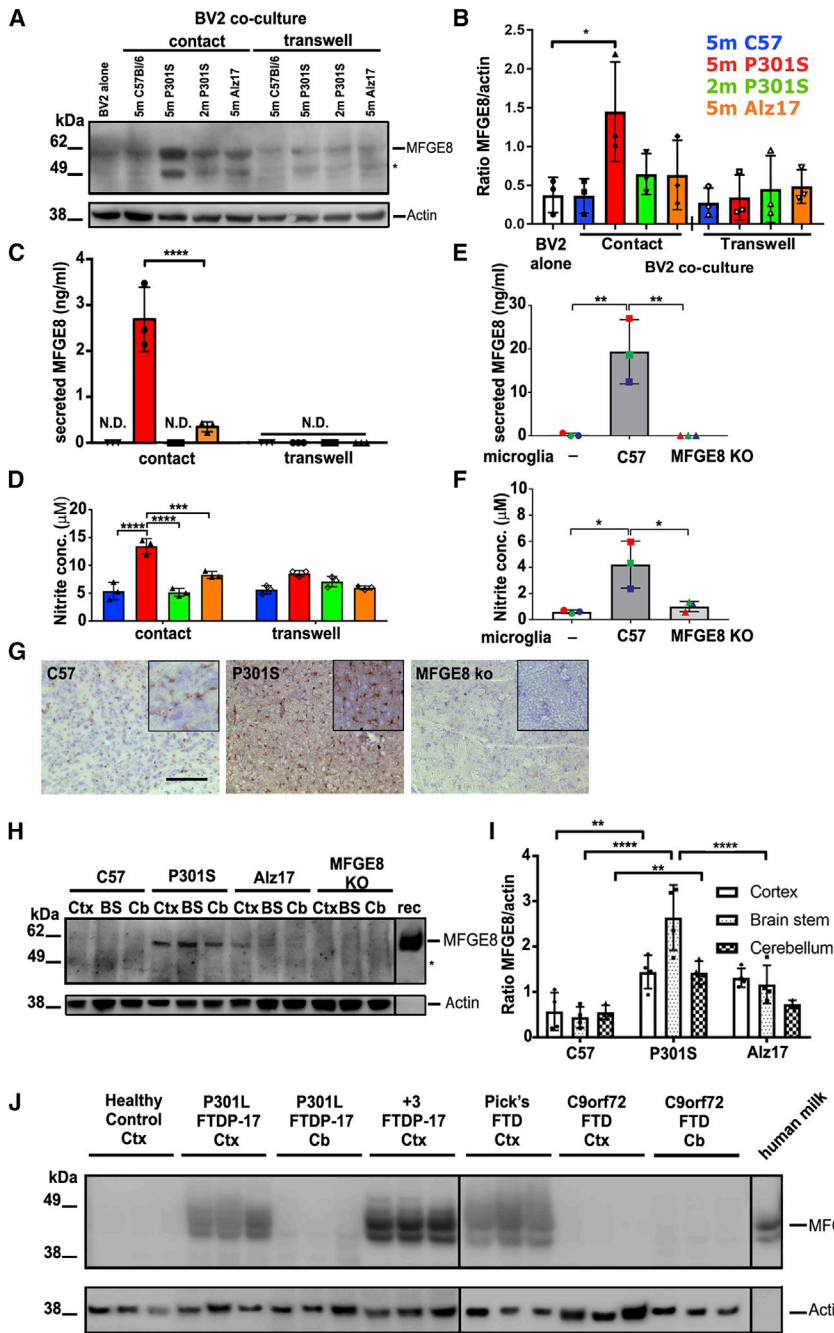 A
BV2 co-culture
contact
transwell
BV2 alone
5m C57Bl/6
5m P301S
2m P301S
5m Alz17
5m C57Bl/6
5m P301S
2m P301S
5m Alz17
kDa
62
49
38
MFGE8
*
Actin
B
Ratio MFGE8/actin
2.5
2.0
1.5
1.0
0.5
0.0
*
5m C57
5m P301S
2m P301S
5m Alz17
BV2 alone
Contact
Transwell
BV2 co-culture
C
secreted MFGE8 (ng/ml)
4
3
2
1
0
****
N.D.
N.D.
N.D.
contact
transwell
D
Nitrite conc. (μM)
20
15
10
5
0
****
****
***
contact
transwell
E
secreted MFGE8 (ng/ml)
30
20
10
0
**
**
microglia
–
C57
MFGE8 KO
F
Nitrite conc. (μM)
10
8
6
4
2
0
*
*
microglia
–
C57
MFGE8 KO
G
C57
P301S
MFGE8 ko
H
C57
P301S
Alz17
MFGE8 KO
Ctx BS Cb
Ctx BS Cb
Ctx BS Cb
Ctx BS Cb
rec
kDa
62
49
38
MFGE8
*
Actin
I
Ratio MFGE8/actin
4
3
2
1
0
**
****
**
****
Cortex
Brain stem
Cerebellum
C57
P301S
Alz17
J
Healthy Control Ctx
P301L FTDP-17 Ctx
P301L FTDP-17 Cb
+3 FTDP-17 Ctx
Pick's FTD Ctx
C9orf72 FTD Ctx
C9orf72 FTD Cb
human milk
kDa
49
38
38
MFG
Acti